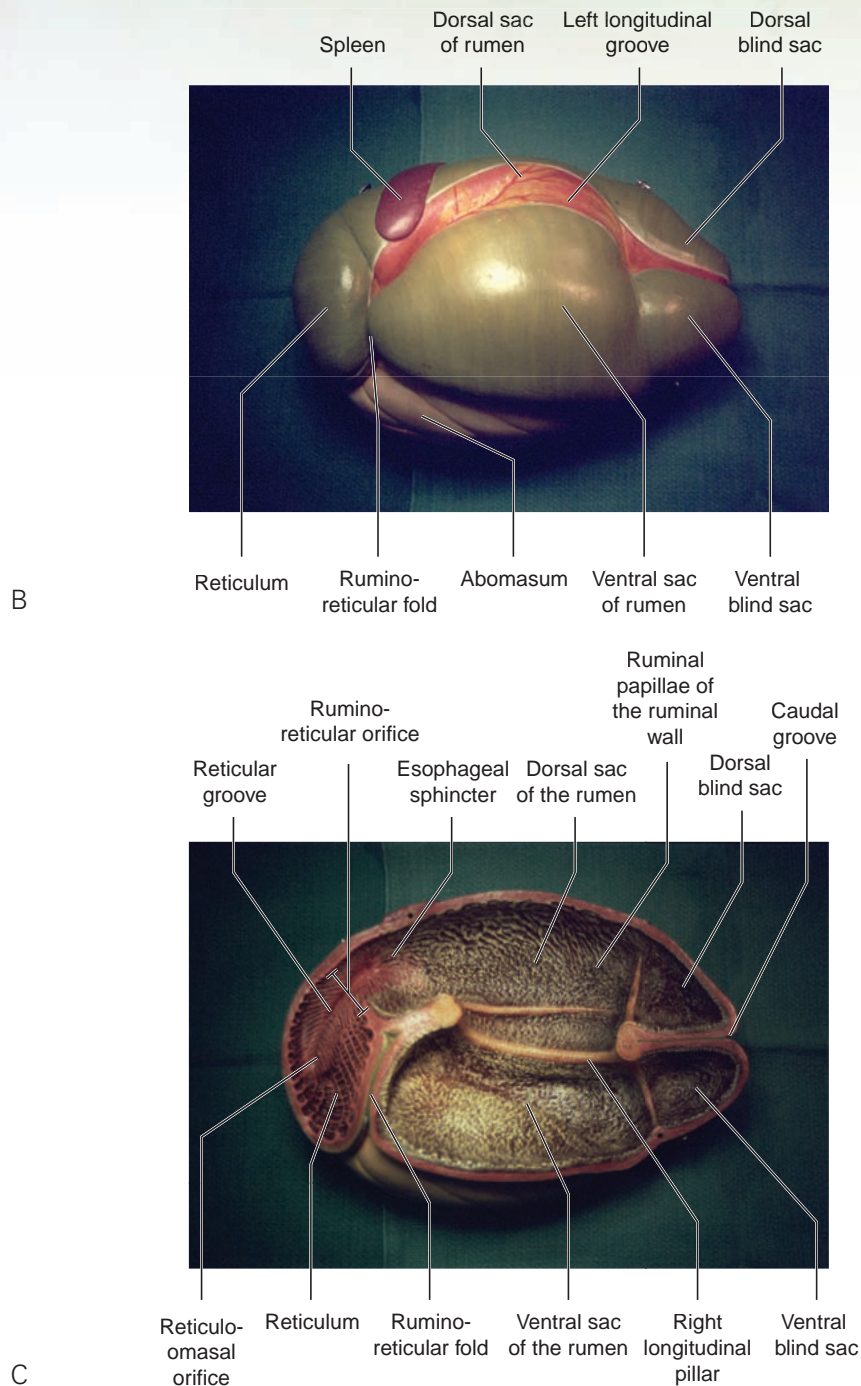 Spleen
Dorsal sac
of rumen
Left longitudinal
groove
Dorsal
blind sac
Reticulum
Rumino-
reticular fold
Abomasum
Ventral sac
of rumen
Ventral
blind sac
B
Rumino-
reticular orifice
Ruminal
papillae of
the ruminal
wall
Caudal
groove
Reticular
groove
Esophageal
sphincter
Dorsal sac
of the rumen
Dorsal
blind sac
Reticulo-
omasal
orifice
Reticulum
Rumino-
reticular fold
Ventral sac
of the rumen
Right
longitudinal
pillar
Ventral
blind sac
C